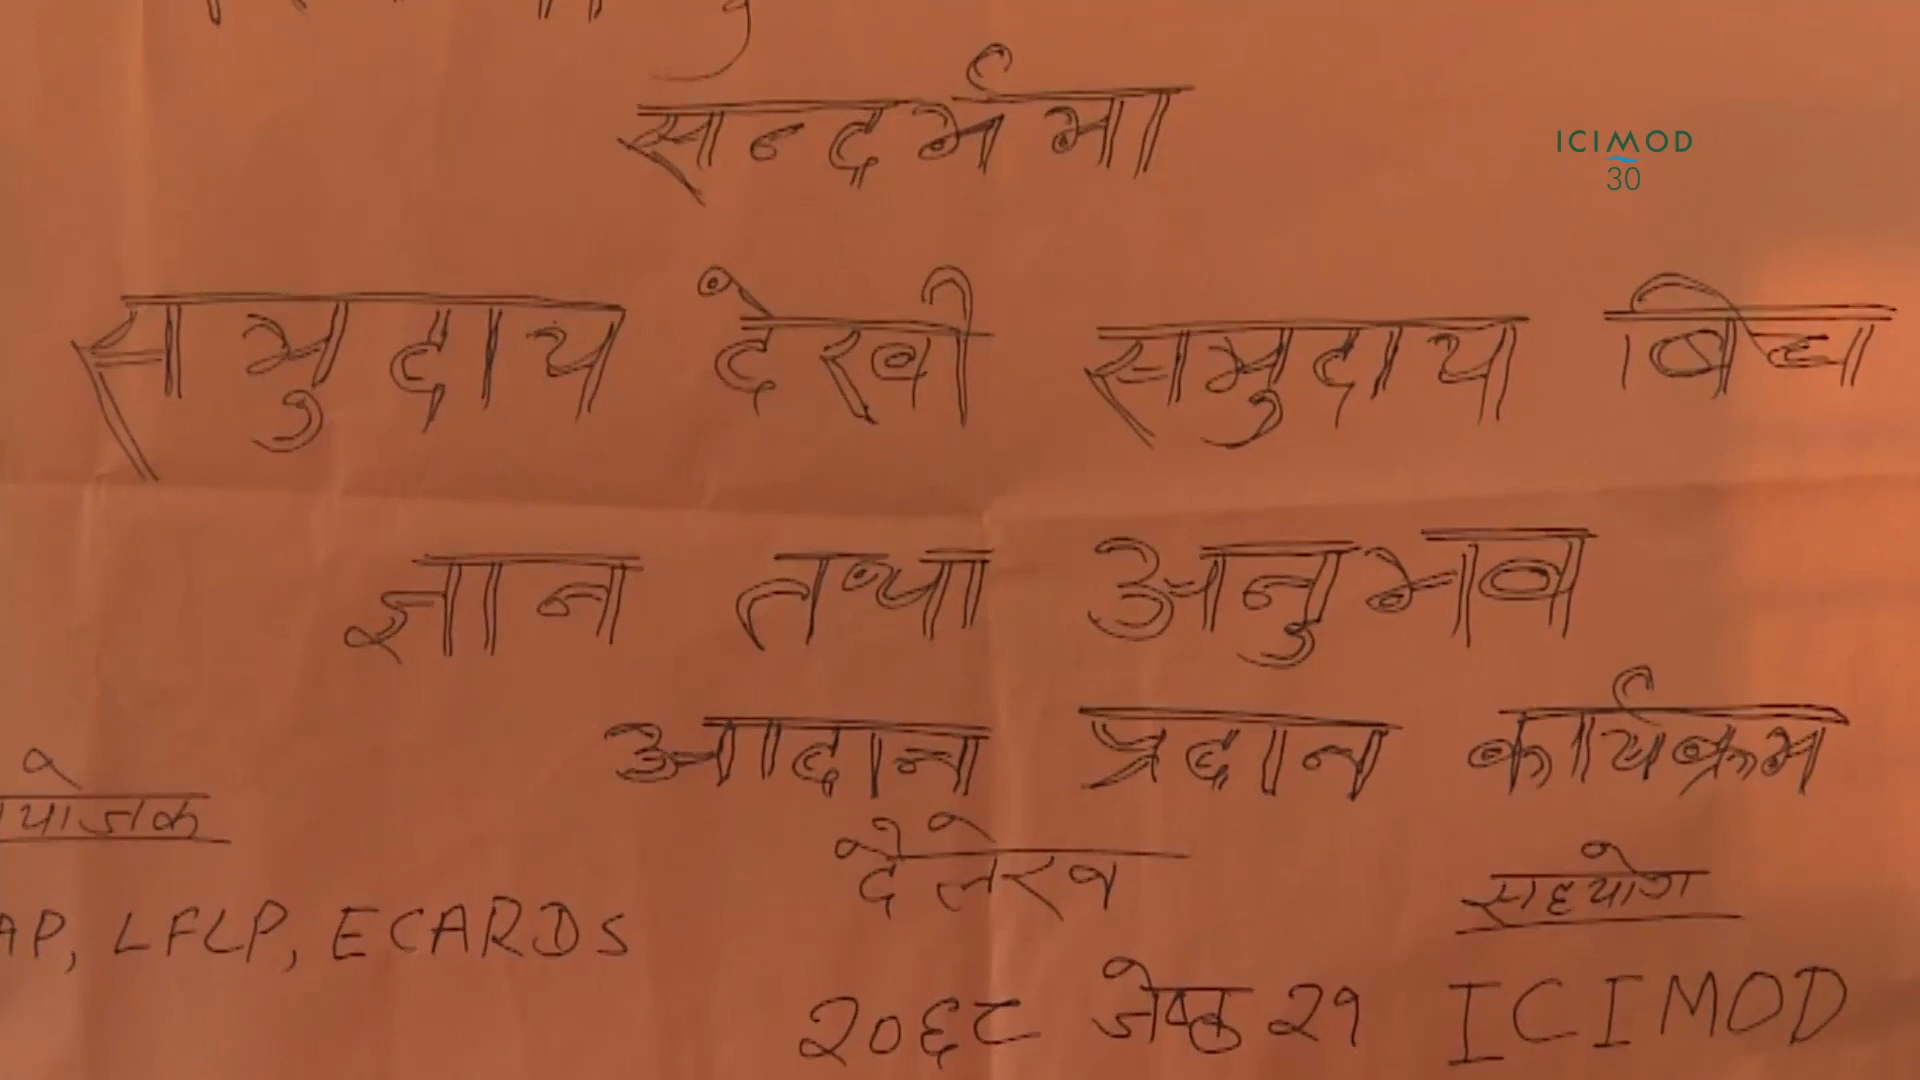 सन्दर्भमा
ICIMOD
30
समुदाय देखी समुदाय बिच
ज्ञान तथा अनुभव
आदान प्रदान कार्यक्रम
योजक
दैलेख
सहयोग
AP, LFLP, ECARDS
२०६८ जेष्ठ २१
ICIMOD